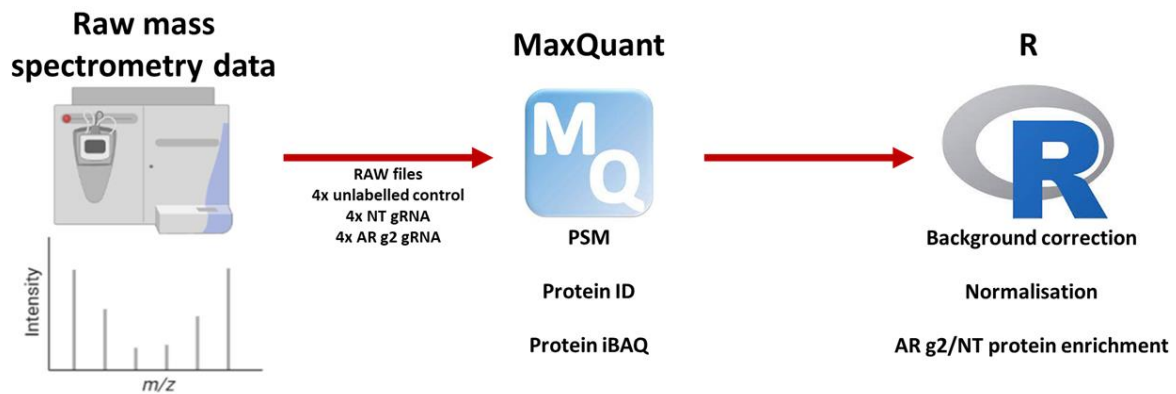 Raw mass
spectrometry data
Intensity
m/z
RAW files
4x unlabelled control
4x NT gRNA
4x AR g2 gRNA
MaxQuant
M
Q
PSM
Protein ID
Protein iBAQ
R
R
Background correction
Normalisation
AR g2/NT protein enrichment